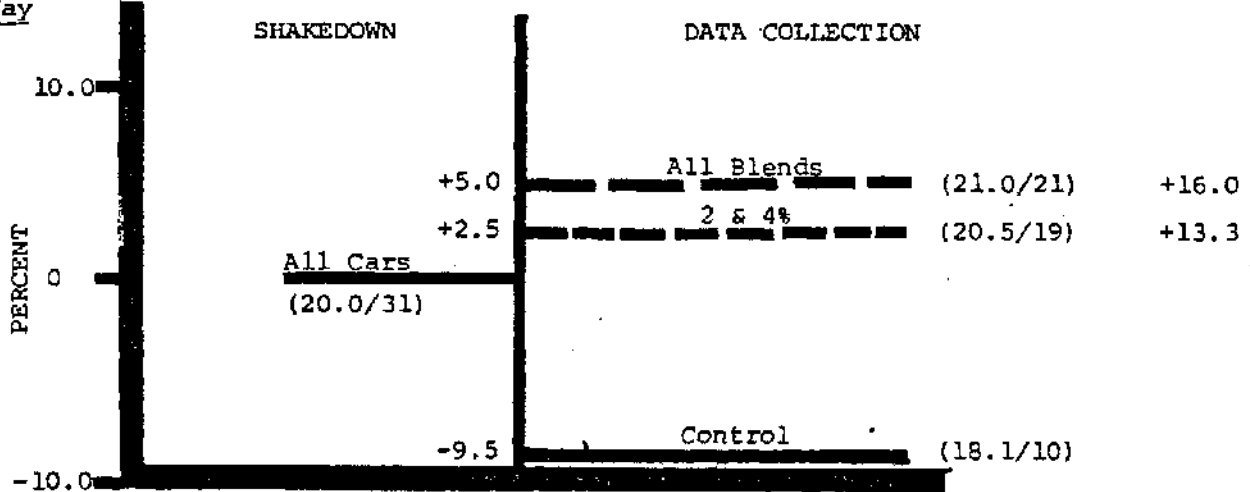 SHAKEDOWN DATA COLLECTION
10.0
All Blends
+5.0 (21.0/21) +16.0
2 & 4%
+2.5 (20.5/19) +13.3
PERCENT
All Cars
0
(20.0/31)
Control
-9.5 (18.1/10)
-10.0